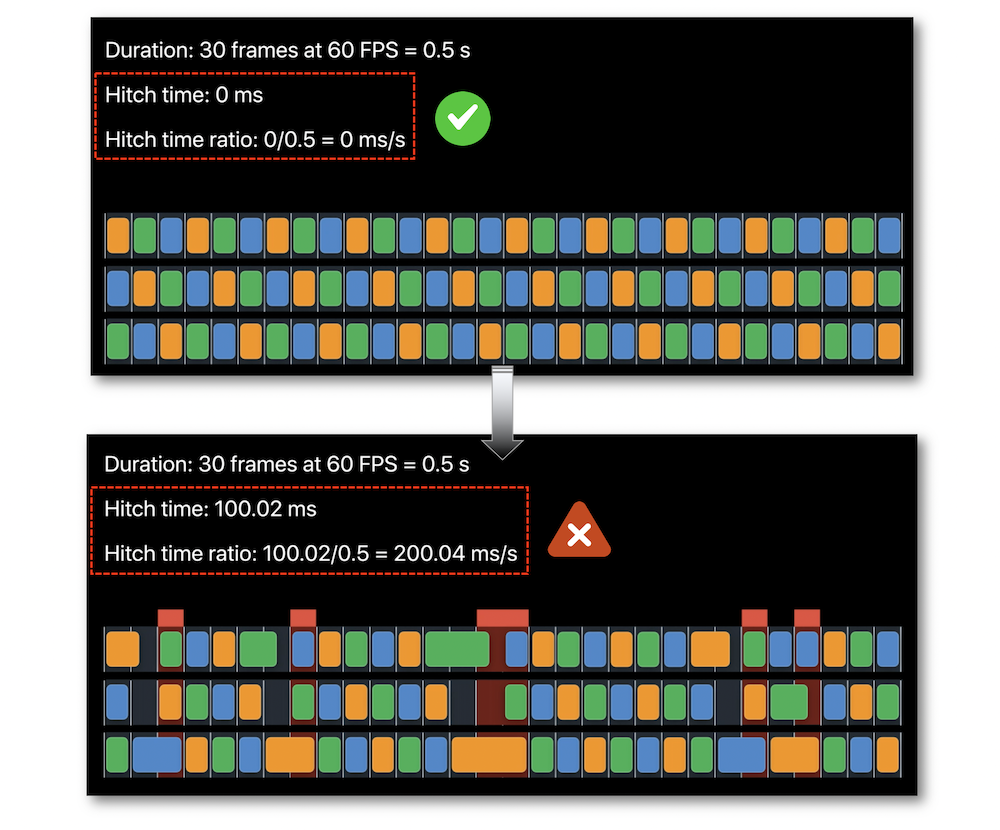 Duration: 30 frames at 60 FPS = 0.5 s
Hitch time: 0 ms
Hitch time ratio: 0/0.5 = 0 ms/s
Duration: 30 frames at 60 FPS = 0.5 s
Hitch time: 100.02 ms
Hitch time ratio: 100.02/0.5 = 200.04 ms/s